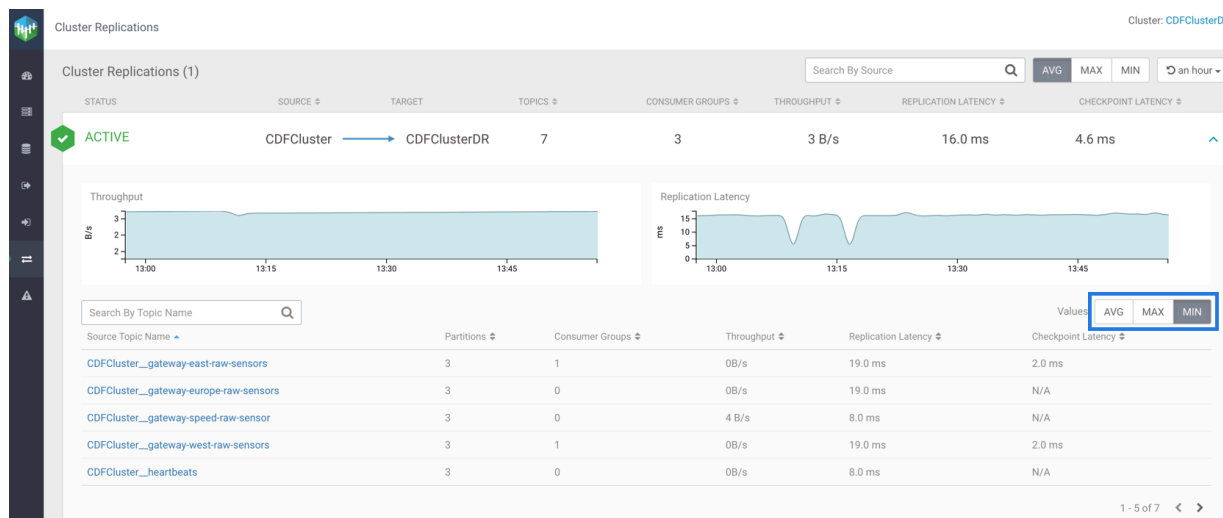 Cluster Replications
Cluster: CDFClusterD
Cluster Replications (1)
Search By Source
AVG MAX MIN
an hour
STATUS SOURCE TARGET TOPICS CONSUMER GROUPS THROUGHPUT REPLICATION LATENCY CHECKPOINT LATENCY
ACTIVE CDFCluster CDFClusterDR 7 3 3 B/s 16.0 ms 4.6 ms
Throughput
B/s
3
2
2
13:00 13:15 13:30 13:45
Replication Latency
ms
15
10
5
0
13:00 13:15 13:30 13:45
Search By Topic Name
Values AVG MAX MIN
Source Topic Name Partitions Consumer Groups Throughput Replication Latency Checkpoint Latency
CDFCluster__gateway-east-raw-sensors 3 1 0B/s 19.0 ms 2.0 ms
CDFCluster__gateway-europe-raw-sensors 3 0 0B/s 19.0 ms N/A
CDFCluster__gateway-speed-raw-sensor 3 0 4 B/s 8.0 ms N/A
CDFCluster__gateway-west-raw-sensors 3 1 0B/s 19.0 ms 2.0 ms
CDFCluster__heartbeats 3 0 0B/s 8.0 ms N/A
1 - 5 of 7